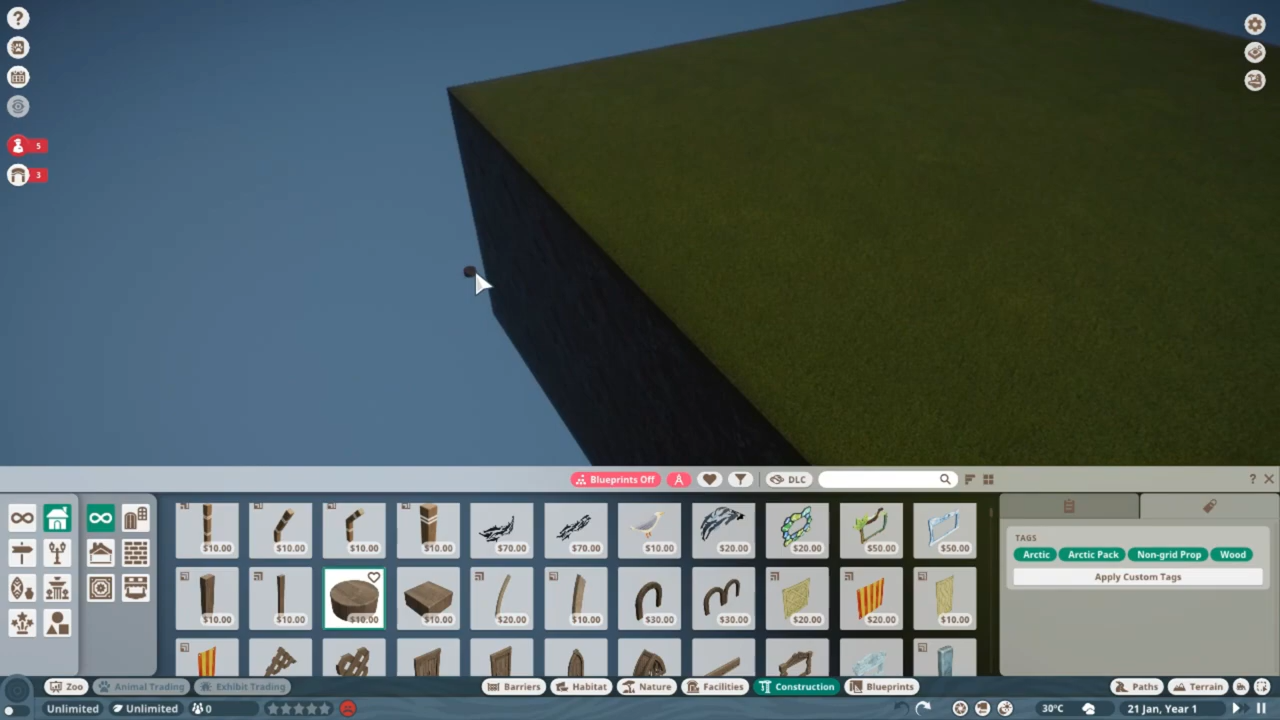 ?
5
3
Blueprints Off
DLC
? X
$10.00 $10.00 $10.00 $10.00 $70.00 $70.00 $10.00 $20.00 $20.00 $50.00 $50.00
$10.00 $10.00 $10.00 $10.00 $20.00 $10.00 $30.00 $30.00 $20.00 $20.00 $10.00
TAGS
Arctic Arctic Pack Non-grid Prop Wood
Apply Custom Tags
Zoo Animal Trading Exhibit Trading Barriers Habitat Nature Facilities Construction Blueprints Paths Terrain
Unlimited Unlimited 0 30°C 21 Jan, Year 1